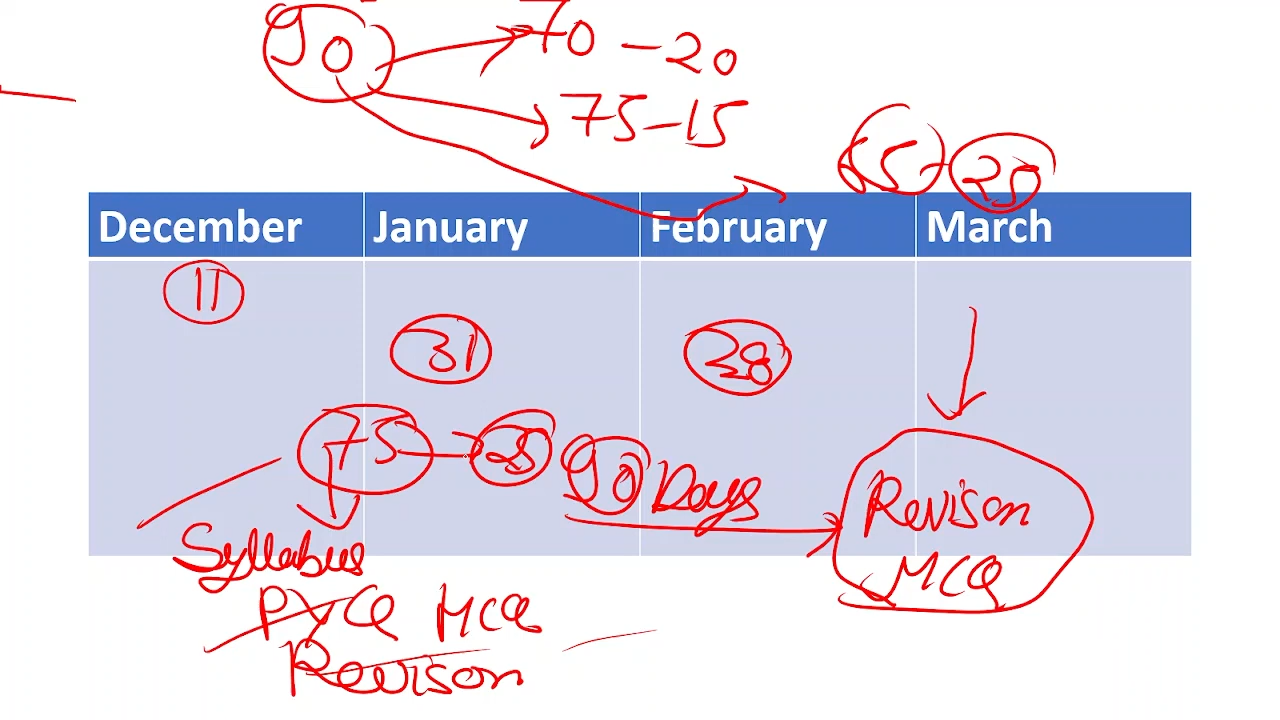 90 70 - 20
75 - 15
65 - 25
December January February March
11
31 28
75 - 25 90 Days
Revison
MCQ
Syllabus
PYCQ MCQ
Revison